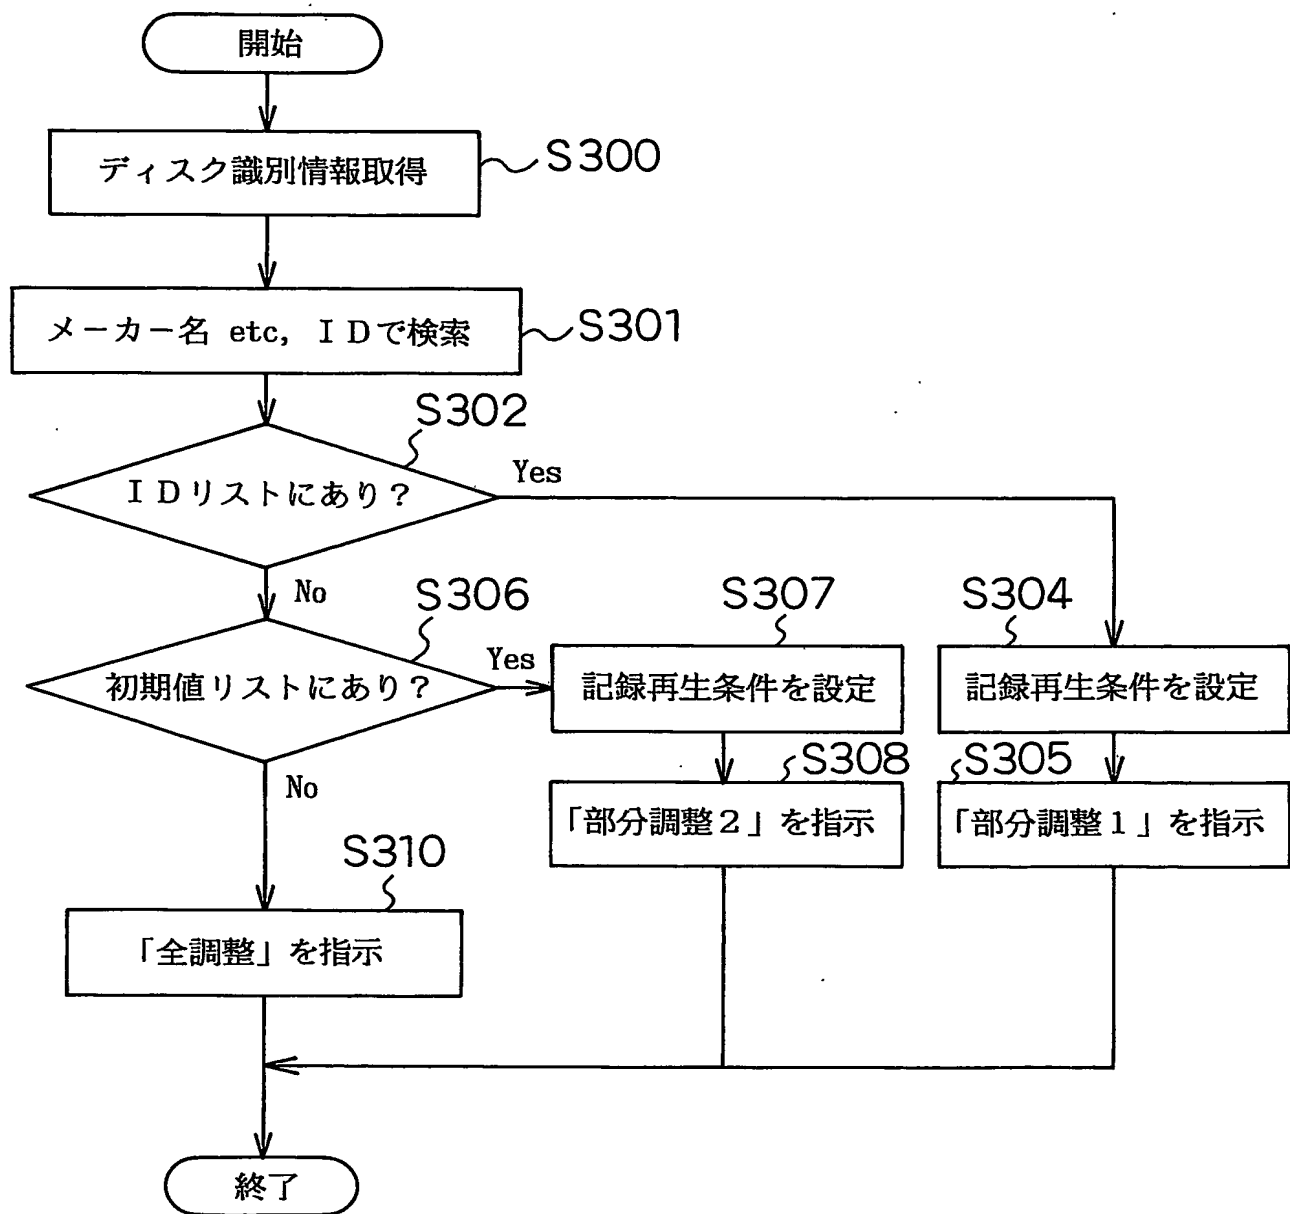 開始
ディスク識別情報取得
S300
メーカー名 etc, IDで検索
S301
S302
IDリストにあり?
Yes
No
S306
初期値リストにあり?
Yes
No
S307
記録再生条件を設定
S304
記録再生条件を設定
S308
「部分調整2」を指示
S305
「部分調整1」を指示
S310
「全調整」を指示
終了